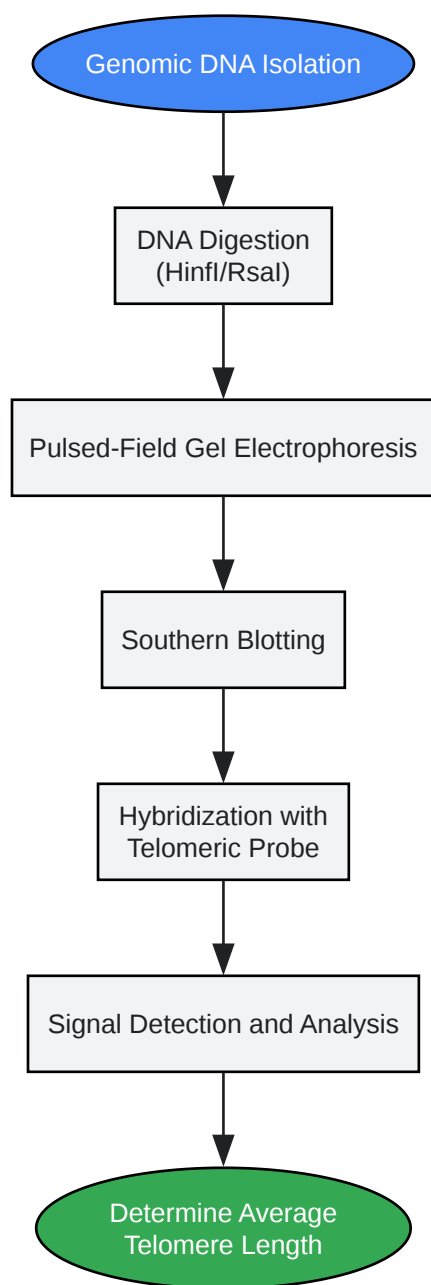 Genomic DNA Isolation
DNA Digestion
(HinfI/RsaI)
Pulsed-Field Gel Electrophoresis
Southern Blotting
Hybridization with
Telomeric Probe
Signal Detection and Analysis
Determine Average
Telomere Length